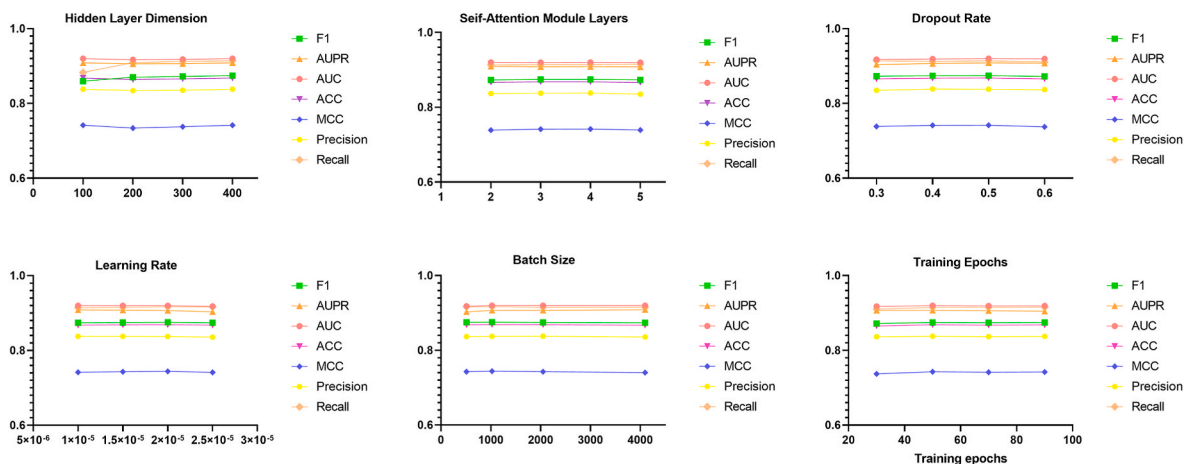 Hidden Layer Dimension
1.0
0.8
0.6
0
100
200
300
400
F1
AUPR
AUC
ACC
MCC
Precision
Recall
Seif-Attention Module Layers
1.0
0.8
0.6
1
2
3
4
5
F1
AUPR
AUC
ACC
MCC
Precision
Recall
Dropout Rate
1.0
0.8
0.6
0.3
0.4
0.5
0.6
F1
AUPR
AUC
ACC
MCC
Precision
Recall
Learning Rate
1.0
0.8
0.6
5×10⁻⁶
1×10⁻⁵
1.5×10⁻⁵
2×10⁻⁵
2.5×10⁻⁵
3×10⁻⁵
F1
AUPR
AUC
ACC
MCC
Precision
Recall
Batch Size
1.0
0.8
0.6
0
1000
2000
3000
4000
F1
AUPR
AUC
ACC
MCC
Precision
Recall
Training Epochs
1.0
0.8
0.6
20
40
60
80
100
Training epochs
F1
AUPR
AUC
ACC
MCC
Precision
Recall